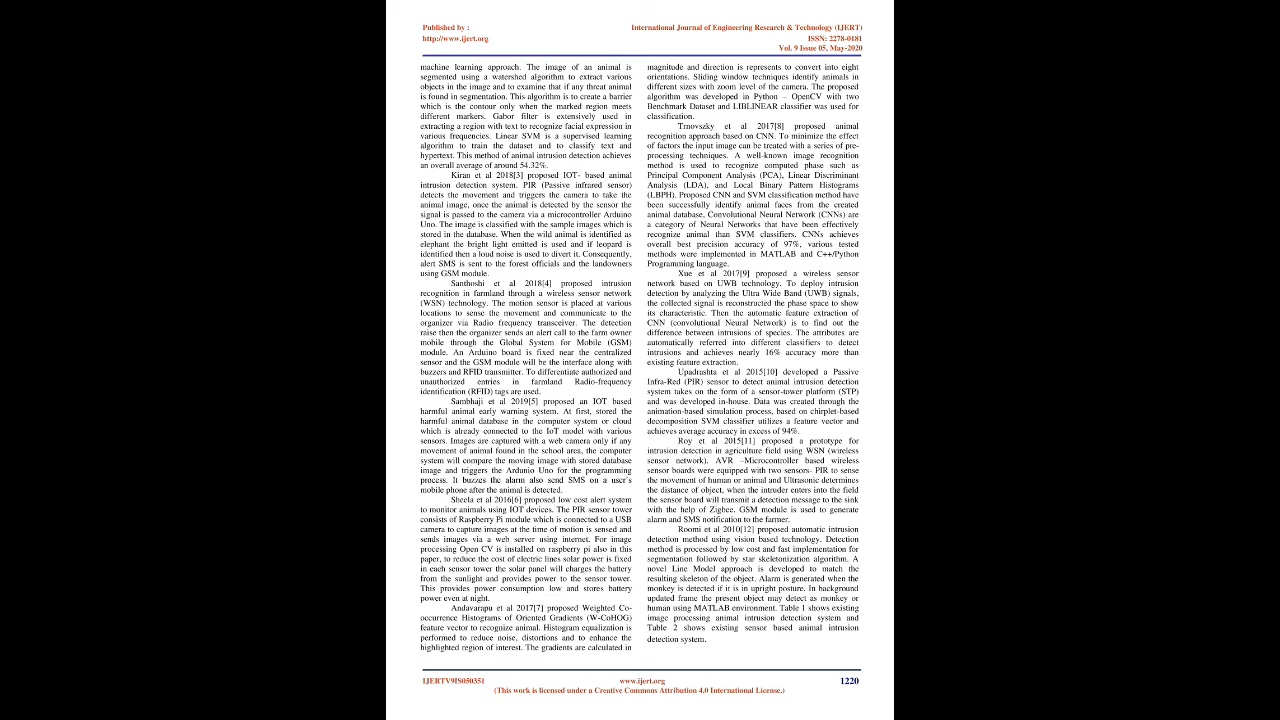 Published by :
http://www.ijert.org
International Journal of Engineering Research & Technology (IJERT)
ISSN: 2278-0181
Vol. 9 Issue 05, May-2020
machine learning approach. The image of an animal is
segmented using a watershed algorithm to extract various
objects in the image and to examine that if any threat animal
is found in segmentation. This algorithm is to create a barrier
which is the contour only when the marked region meets
different markers. Gabor filter is extensively used in
extracting a region with text to recognize facial expression in
various frequencies. Linear SVM is a supervised learning
algorithm to train the dataset and to classify text and
hypertext. This method of animal intrusion detection achieves
an overall average of around 54.32%.
Kiran et al 2018[3] proposed IOT- based animal
intrusion detection system. PIR (Passive infrared sensor)
detects the movement and triggers the camera to take the
animal image, once the animal is detected by the sensor the
signal is passed to the camera via a microcontroller Arduino
Uno. The image is classified with the sample images which is
stored in the database. When the wild animal is identified as
elephant the bright light emitted is used and if leopard is
identified then a loud noise is used to divert it. Consequently,
alert SMS is sent to the forest officials and the landowners
using GSM module.
Santhoshi et al 2018[4] proposed intrusion
recognition in farmland through a wireless sensor network
(WSN) technology. The motion sensor is placed at various
locations to sense the movement and communicate to the
organizer via Radio frequency transceiver. The detection
raise then the organizer sends an alert call to the farm owner
mobile through the Global System for Mobile (GSM)
module. An Arduino board is fixed near the centralized
sensor and the GSM module will be the interface along with
buzzers and RFID transmitter. To differentiate authorized and
unauthorized entries in farmland Radio-frequency
identification (RFID) tags are used.
Sambhaji et al 2019[5] proposed an IOT based
harmful animal early warning system. At first, stored the
harmful animal database in the computer system or cloud
which is already connected to the IoT model with various
sensors. Images are captured with a web camera only if any
movement of animal found in the school area, the computer
system will compare the moving image with stored database
image and triggers the Ardunio Uno for the programming
process. It buzzes the alarm also send SMS on a user's
mobile phone after the animal is detected.
Sheela et al 2016[6] proposed low cost alert system
to monitor animals using IOT devices. The PIR sensor tower
consists of Raspberry Pi module which is connected to a USB
camera to capture images at the time of motion is sensed and
sends images via a web server using internet. For image
processing Open CV is installed on raspberry pi also in this
paper, to reduce the cost of electric lines solar power is fixed
in each sensor tower the solar panel will charges the battery
from the sunlight and provides power to the sensor tower.
This provides power consumption low and stores battery
power even at night.
Andavarapu et al 2017[7] proposed Weighted Co-
occurrence Histograms of Oriented Gradients (W-CoHOG)
feature vector to recognize animal. Histogram equalization is
performed to reduce noise, distortions and to enhance the
highlighted region of interest. The gradients are calculated in
magnitude and direction is represents to convert into eight
orientations. Sliding window techniques identify animals in
different sizes with zoom level of the camera. The proposed
algorithm was developed in Python – OpenCV with two
Benchmark Dataset and LIBLINEAR classifier was used for
classification.
Trnovszky et al 2017[8] proposed animal
recognition approach based on CNN. To minimize the effect
of factors the input image can be treated with a series of pre-
processing techniques. A well-known image recognition
method is used to recognize computed phase such as
Principal Component Analysis (PCA), Linear Discriminant
Analysis (LDA), and Local Binary Pattern Histograms
(LBPH). Proposed CNN and SVM classification method have
been successfully identify animal faces from the created
animal database, Convolutional Neural Network (CNNs) are
a category of Neural Networks that have been effectively
recognize animal than SVM classifiers. CNNs achieves
overall best precision accuracy of 97%, various tested
methods were implemented in MATLAB and C++/Python
Programming language.
Xue et al 2017[9] proposed a wireless sensor
network based on UWB technology. To deploy intrusion
detection by analyzing the Ultra Wide Band (UWB) signals,
the collected signal is reconstructed the phase space to show
its characteristic. Then the automatic feature extraction of
CNN (convolutional Neural Network) is to find out the
difference between intrusions of species. The attributes are
automatically referred into different classifiers to detect
intrusions and achieves nearly 16% accuracy more than
existing feature extraction.
Upadrashta et al 2015[10] developed a Passive
Infra-Red (PIR) sensor to detect animal intrusion detection
system takes on the form of a sensor-tower platform (STP)
and was developed in-house. Data was created through the
animation-based simulation process, based on chirplet-based
decomposition SVM classifier utilizes a feature vector and
achieves average accuracy in excess of 94%.
Roy et al 2015[11] proposed a prototype for
intrusion detection in agriculture field using WSN (wireless
sensor network). AVR –Microcontroller based wireless
sensor boards were equipped with two sensors- PIR to sense
the movement of human or animal and Ultrasonic determines
the distance of object, when the intruder enters into the field
the sensor board will transmit a detection message to the sink
with the help of Zigbee. GSM module is used to generate
alarm and SMS notification to the farmer.
Roomi et al 2010[12] proposed automatic intrusion
detection method using vision based technology. Detection
method is processed by low cost and fast implementation for
segmentation followed by star skeletonization algorithm. A
novel Line Model approach is developed to match the
resulting skeleton of the object. Alarm is generated when the
monkey is detected if it is in upright posture. In background
updated frame the present object may detect as monkey or
human using MATLAB environment. Table 1 shows existing
image processing animal intrusion detection system and
Table 2 shows existing sensor based animal intrusion
detection system.
IJERTV9IS050351
www.ijert.org
1220
(This work is licensed under a Creative Commons Attribution 4.0 International License.)